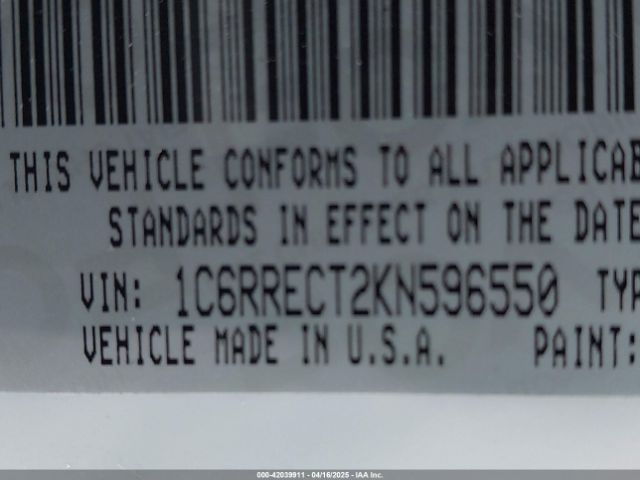 THIS VEHICLE CONFORMS TO ALL APPLICAB
STANDARDS IN EFFECT ON THE DATE
VIN: 1C6RRECT2KN596550 TYP
VEHICLE MADE IN U.S.A. PAINT:
000-42039911 - 04/16/2025 - IAA Inc.